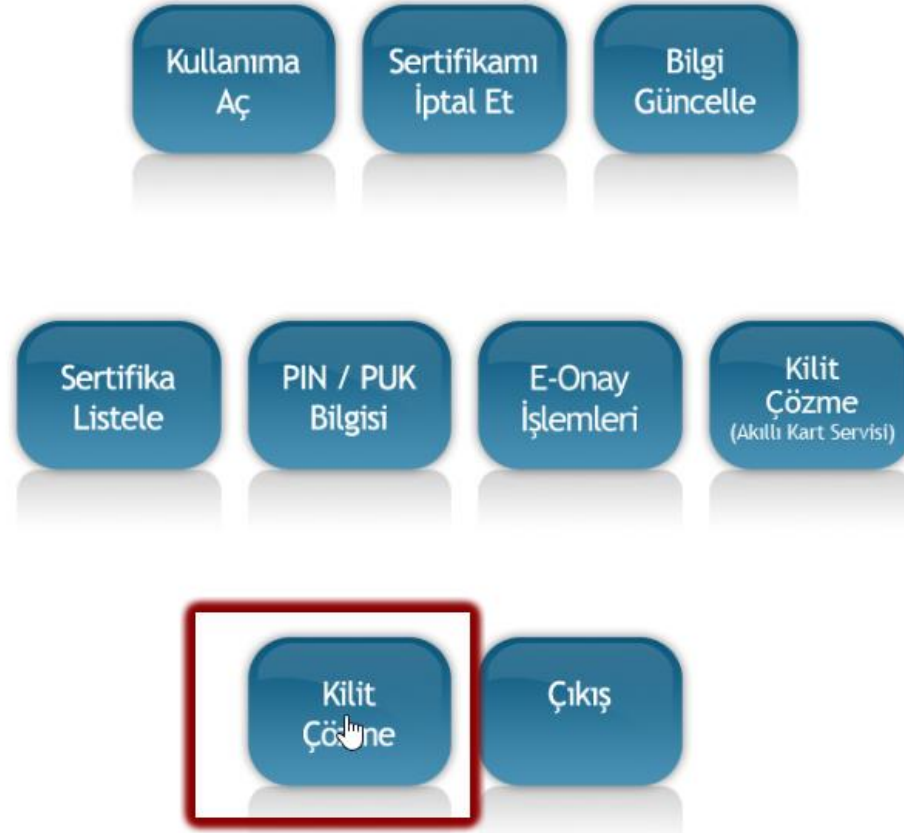 Kullanıma
Aç
Sertifikamı
İptal Et
Bilgi
Güncelle
Sertifika
Listele
PIN / PUK
Bilgisi
E-Onay
İşlemleri
Kilit
Çözme
(Akıllı Kart Servisi)
Kilit
Çözme
Çıkış